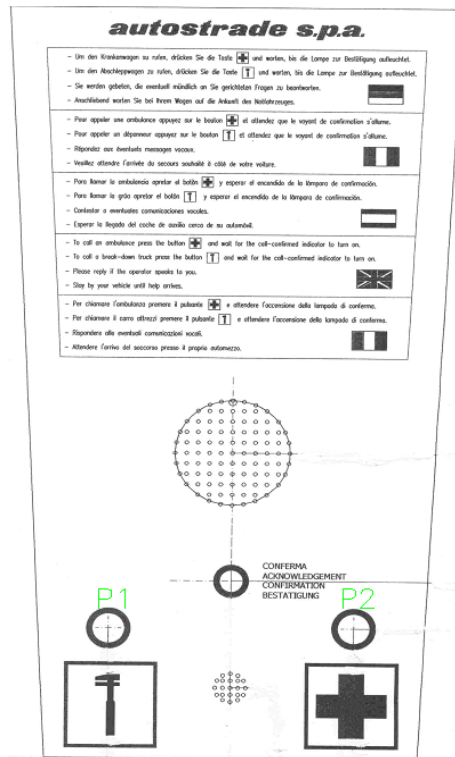 autostrade s.p.a.
- Um den Krankenwagen zu rufen, drücken Sie die Taste und warten, bis die Lampe zur Bestätigung aufleuchtet.
- Um den Abschleppwagen zu rufen, drücken Sie die Taste und warten, bis die Lampe zur Bestätigung aufleuchtet.
- Sie werden gebeten, die eventuell mündlich an Sie gerichteten Fragen zu beantworten.
- Anschließend warten Sie bei Ihrem Wagen auf die Ankunft des Notfahrzeuges.
- Pour appeler une ambulance appuyez sur le bouton et attendez que le voyant de confirmation s'allume.
- Pour appeler un dépanneur appuyez sur le bouton et attendez que le voyant de confirmation s'allume.
- Répondez aux éventuels messages vocaux.
- Veuillez attendre l'arrivée du secours souhaité à côté de votre voiture.
- Para llamar la ambulancia apretar el botón y esperar el encendido de la lámpara de confirmación.
- Para llamar la grúa apretar el botón y esperar el encendido de la lámpara de confirmación.
- Contestar a eventuales comunicaciones vocales.
- Esperar la llegada del coche de auxilio cerca de su automóvil.
- To call an ambulance press the button and wait for the call-confirmed indicator to turn on.
- To call a break-down truck press the button and wait for the call-confirmed indicator to turn on.
- Please reply if the operator speaks to you.
- Stay by your vehicle until help arrives.
- Per chiamare l'ambulanza premere il pulsante e attendere l'accensione della lampada di conferma.
- Per chiamare il carro attrezzi premere il pulsante e attendere l'accensione della lampada di conferma.
- Rispondere alle eventuali comunicazioni vocali.
- Attendere l'arrivo del soccorso presso il proprio automezzo.
CONFERMA
ACKNOWLEDGEMENT
CONFIRMATION
BESTATIGUNG
P1
P2